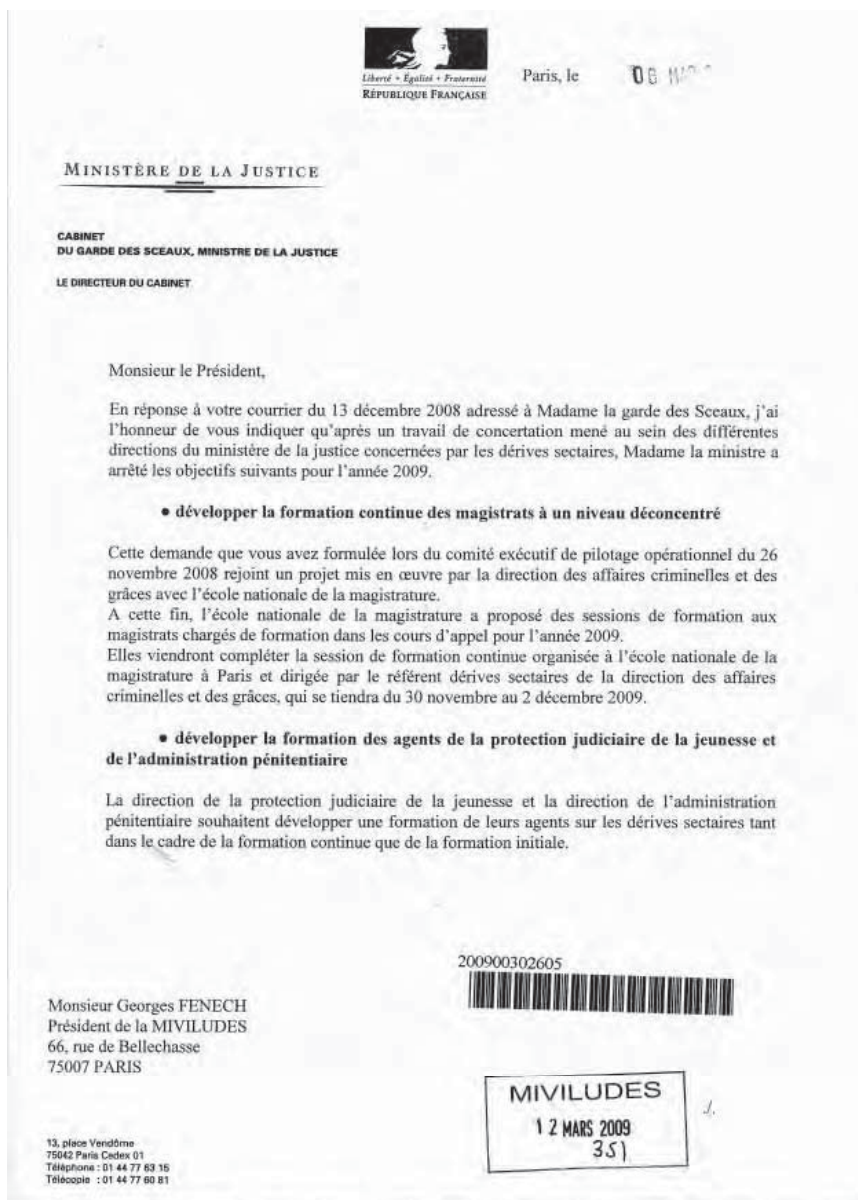 Liberté • Égalité • Fraternité
RÉPUBLIQUE FRANÇAISE
Paris, le
MINISTÈRE DE LA JUSTICE
CABINET
DU GARDE DES SCEAUX, MINISTRE DE LA JUSTICE
LE DIRECTEUR DU CABINET
Monsieur le Président,
En réponse à votre courrier du 13 décembre 2008 adressé à Madame la garde des Sceaux, j'ai
l'honneur de vous indiquer qu'après un travail de concertation mené au sein des différentes
directions du ministère de la justice concernées par les dérives sectaires, Madame la ministre a
arrêté les objectifs suivants pour l'année 2009.
• développer la formation continue des magistrats à un niveau déconcentré
Cette demande que vous avez formulée lors du comité exécutif de pilotage opérationnel du 26
novembre 2008 rejoint un projet mis en œuvre par la direction des affaires criminelles et des
grâces avec l'école nationale de la magistrature.
A cette fin, l'école nationale de la magistrature a proposé des sessions de formation aux
magistrats chargés de formation dans les cours d'appel pour l'année 2009.
Elles viendront compléter la session de formation continue organisée à l'école nationale de la
magistrature à Paris et dirigée par le référent dérives sectaires de la direction des affaires
criminelles et des grâces, qui se tiendra du 30 novembre au 2 décembre 2009.
• développer la formation des agents de la protection judiciaire de la jeunesse et
de l'administration pénitentiaire
La direction de la protection judiciaire de la jeunesse et la direction de l'administration
pénitentiaire souhaitent développer une formation de leurs agents sur les dérives sectaires tant
dans le cadre de la formation continue que de la formation initiale.
200900302605
Monsieur Georges FENECH
Président de la MIVILUDES
66, rue de Bellechasse
75007 PARIS
MIVILUDES
12 MARS 2009
351
13, place Vendôme
75042 Paris Cedex 01
Téléphone : 01 44 77 63 15
Télécopie : 01 44 77 60 81